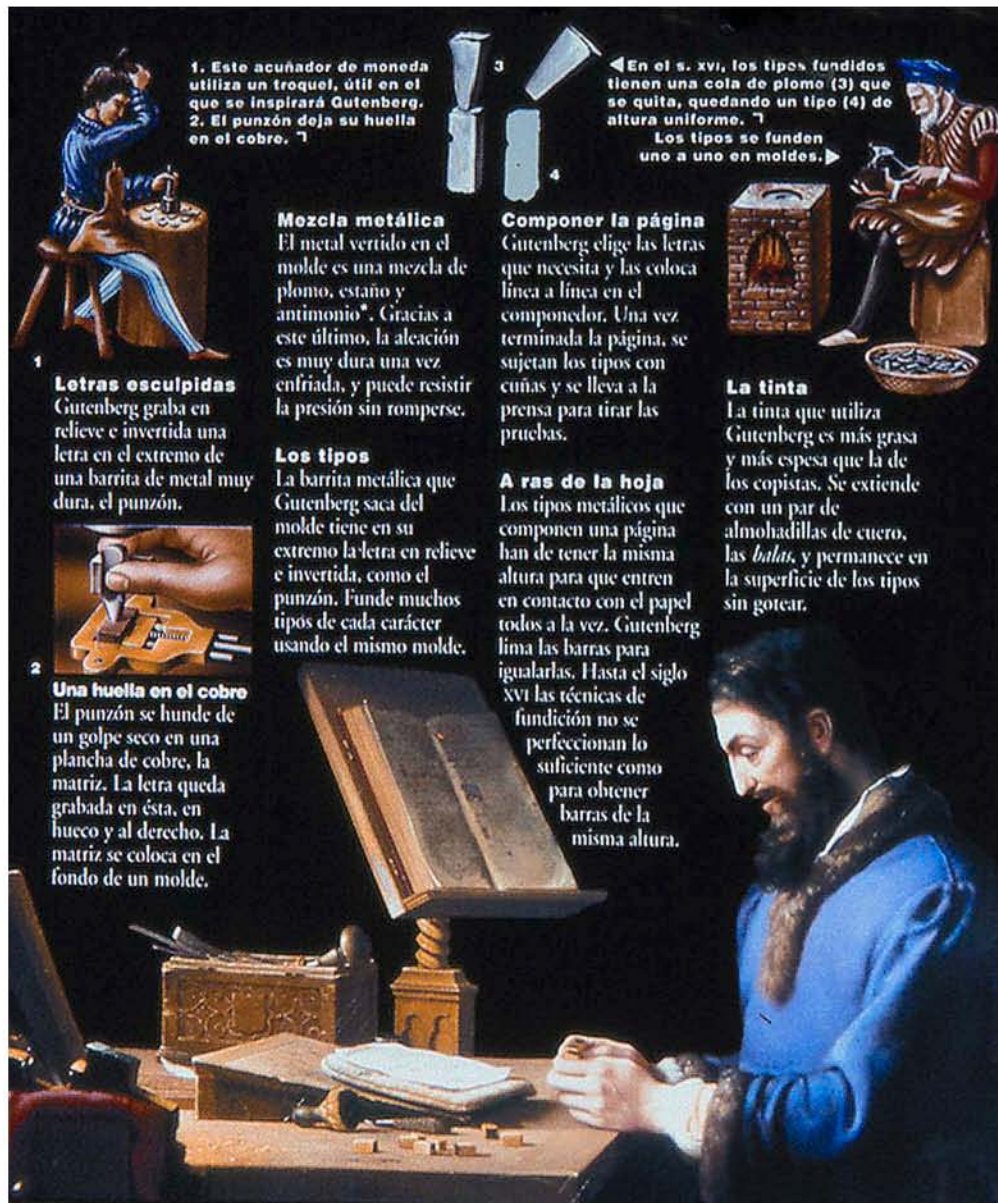 1. Este acuñador de moneda
utiliza un troquel, útil en el
que se inspirará Gutenberg.
2. El punzón deja su huella
en el cobre. ┐
3
4
◀En el s. XVI, los tipos fundidos
tienen una cola de plomo (3) que
se quita, quedando un tipo (4) de
altura uniforme. ┐
Los tipos se funden
uno a uno en moldes.▶
1
Letras esculpidas
Gutenberg graba en
relieve e invertida una
letra en el extremo de
una barrita de metal muy
dura, el punzón.
2
Una huella en el cobre
El punzón se hunde de
un golpe seco en una
plancha de cobre, la
matriz. La letra queda
grabada en ésta, en
hueco y al derecho. La
matriz se coloca en el
fondo de un molde.
Mezcla metálica
El metal vertido en el
molde es una mezcla de
plomo, estaño y
antimonio*. Gracias a
este último, la aleación
es muy dura una vez
enfriada, y puede resistir
la presión sin romperse.
Los tipos
La barrita metálica que
Gutenberg saca del
molde tiene en su
extremo la letra en relieve
e invertida, como el
punzón. Funde muchos
tipos de cada carácter
usando el mismo molde.
Componer la página
Gutenberg elige las letras
que necesita y las coloca
línea a línea en el
componedor. Una vez
terminada la página, se
sujetan los tipos con
cuñas y se lleva a la
prensa para tirar las
pruebas.
A ras de la hoja
Los tipos metálicos que
componen una página
han de tener la misma
altura para que entren
en contacto con el papel
todos a la vez. Gutenberg
lima las barras para
igualarlas. Hasta el siglo
XVI las técnicas de
fundición no se
perfeccionan lo
suficiente como
para obtener
barras de la
misma altura.
La tinta
La tinta que utiliza
Gutenberg es más grasa
y más espesa que la de
los copistas. Se extiende
con un par de
almohadillas de cuero,
las balas, y permanece en
la superficie de los tipos
sin gotear.